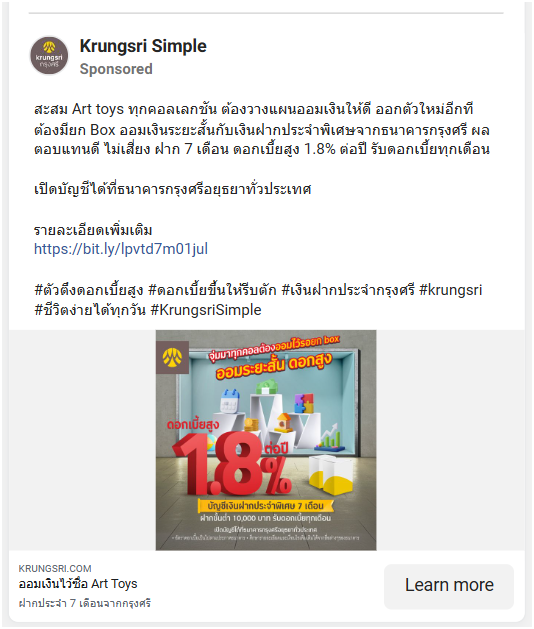 krungsri
กรุงศรี
Krungsri Simple
Sponsored
สะสม Art toys ทุกคอลเลกชัน ต้องวางแผนออมเงินให้ดี ออกตัวใหม่อีกที
ต้องมียก Box ออมเงินระยะสั้นกับเงินฝากประจำพิเศษจากธนาคารกรุงศรี ผล
ตอบแทนดี ไม่เสี่ยง ฝาก 7 เดือน ดอกเบี้ยสูง 1.8% ต่อปี รับดอกเบี้ยทุกเดือน
เปิดบัญชีได้ที่ธนาคารกรุงศรีอยุธยาทั่วประเทศ
รายละเอียดเพิ่มเติม
https://bit.ly/lpvtd7m01jul
#ตัวตึงดอกเบี้ยสูง #ดอกเบี้ยขึ้นให้รีบตัก #เงินฝากประจำกรุงศรี #krungsri
#ชีวิตง่ายได้ทุกวัน #KrungsriSimple
จุ่มมาทุกคอลต้องออมไว้รอยก box
ออมระยะสั้น ดอกสูง
ดอกเบี้ยสูง
1.8% ต่อปี
บัญชีเงินฝากประจำพิเศษ 7 เดือน
ฝากขั้นต่ำ 10,000 บาท รับดอกเบี้ยทุกเดือน
เปิดบัญชีได้ที่ธนาคารกรุงศรีอยุธยาทั่วประเทศ
KRUNGSRI.COM
ออมเงินไว้ซื้อ Art Toys
ฝากประจำ 7 เดือนจากกรุงศรี
Learn more